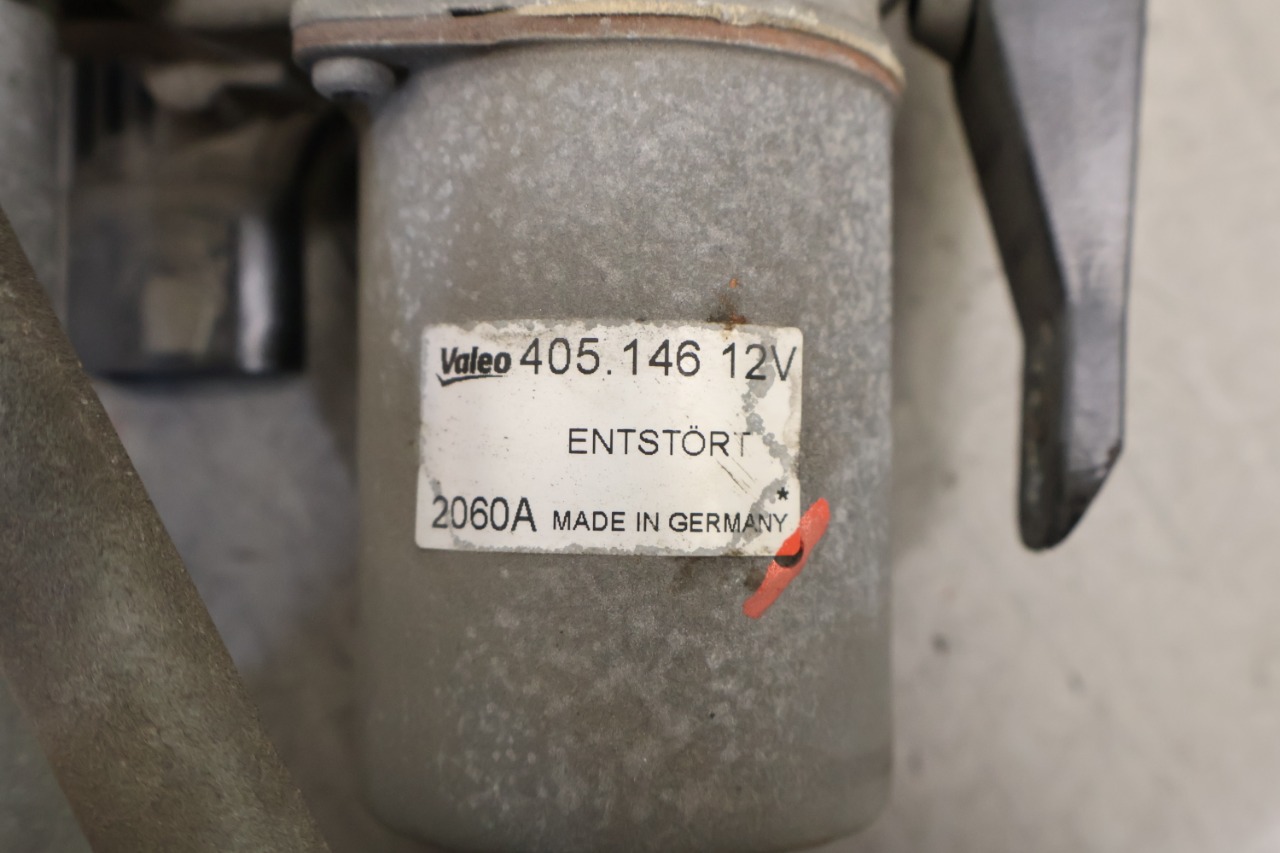 Valeo 405.146 12V
ENTSTÖRT
*
2060A MADE IN GERMANY